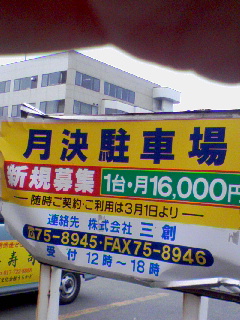 月決駐車場
新規募集
1台・月16.000円
随時ご契約・ご利用は3月1日より
連絡先 株式会社 三創
☎75-8945・FAX75-8946
受付 12時〜18時
寿司